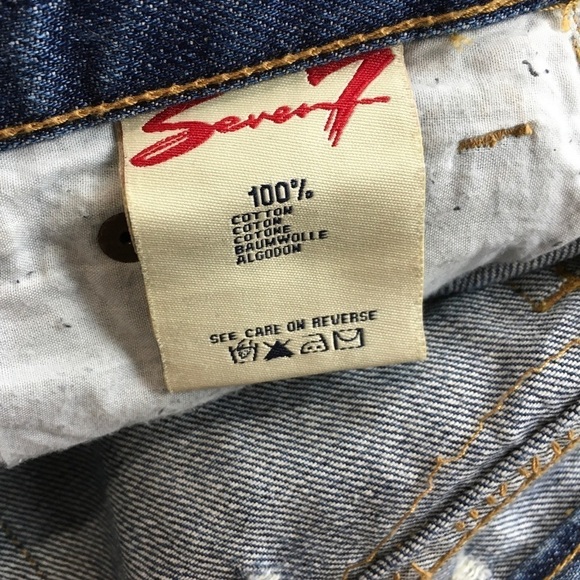 Seven7
100%
COTTON
COTON
COTONE
BAUMWOLLE
ALGODON
SEE CARE ON REVERSE